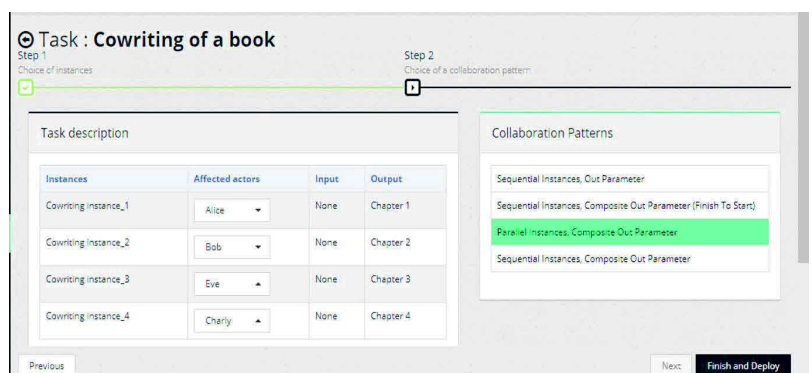 Task : Cowriting of a book
Step 1
Choice of instances
Step 2
Choice of a collaboration pattern
Task description
Instances Affected actors Input Output
Cowriting instance_1 Alice None Chapter 1
Cowriting instance_2 Bob None Chapter 2
Cowriting instance_3 Eve None Chapter 3
Cowriting instance_4 Charly None Chapter 4
Collaboration Patterns
Sequential Instances, Out Parameter
Sequential Instances, Composite Out Parameter (Finish To Start)
Parallel Instances, Composite Out Parameter
Sequential Instances, Composite Out Parameter
Previous
Next
Finish and Deploy